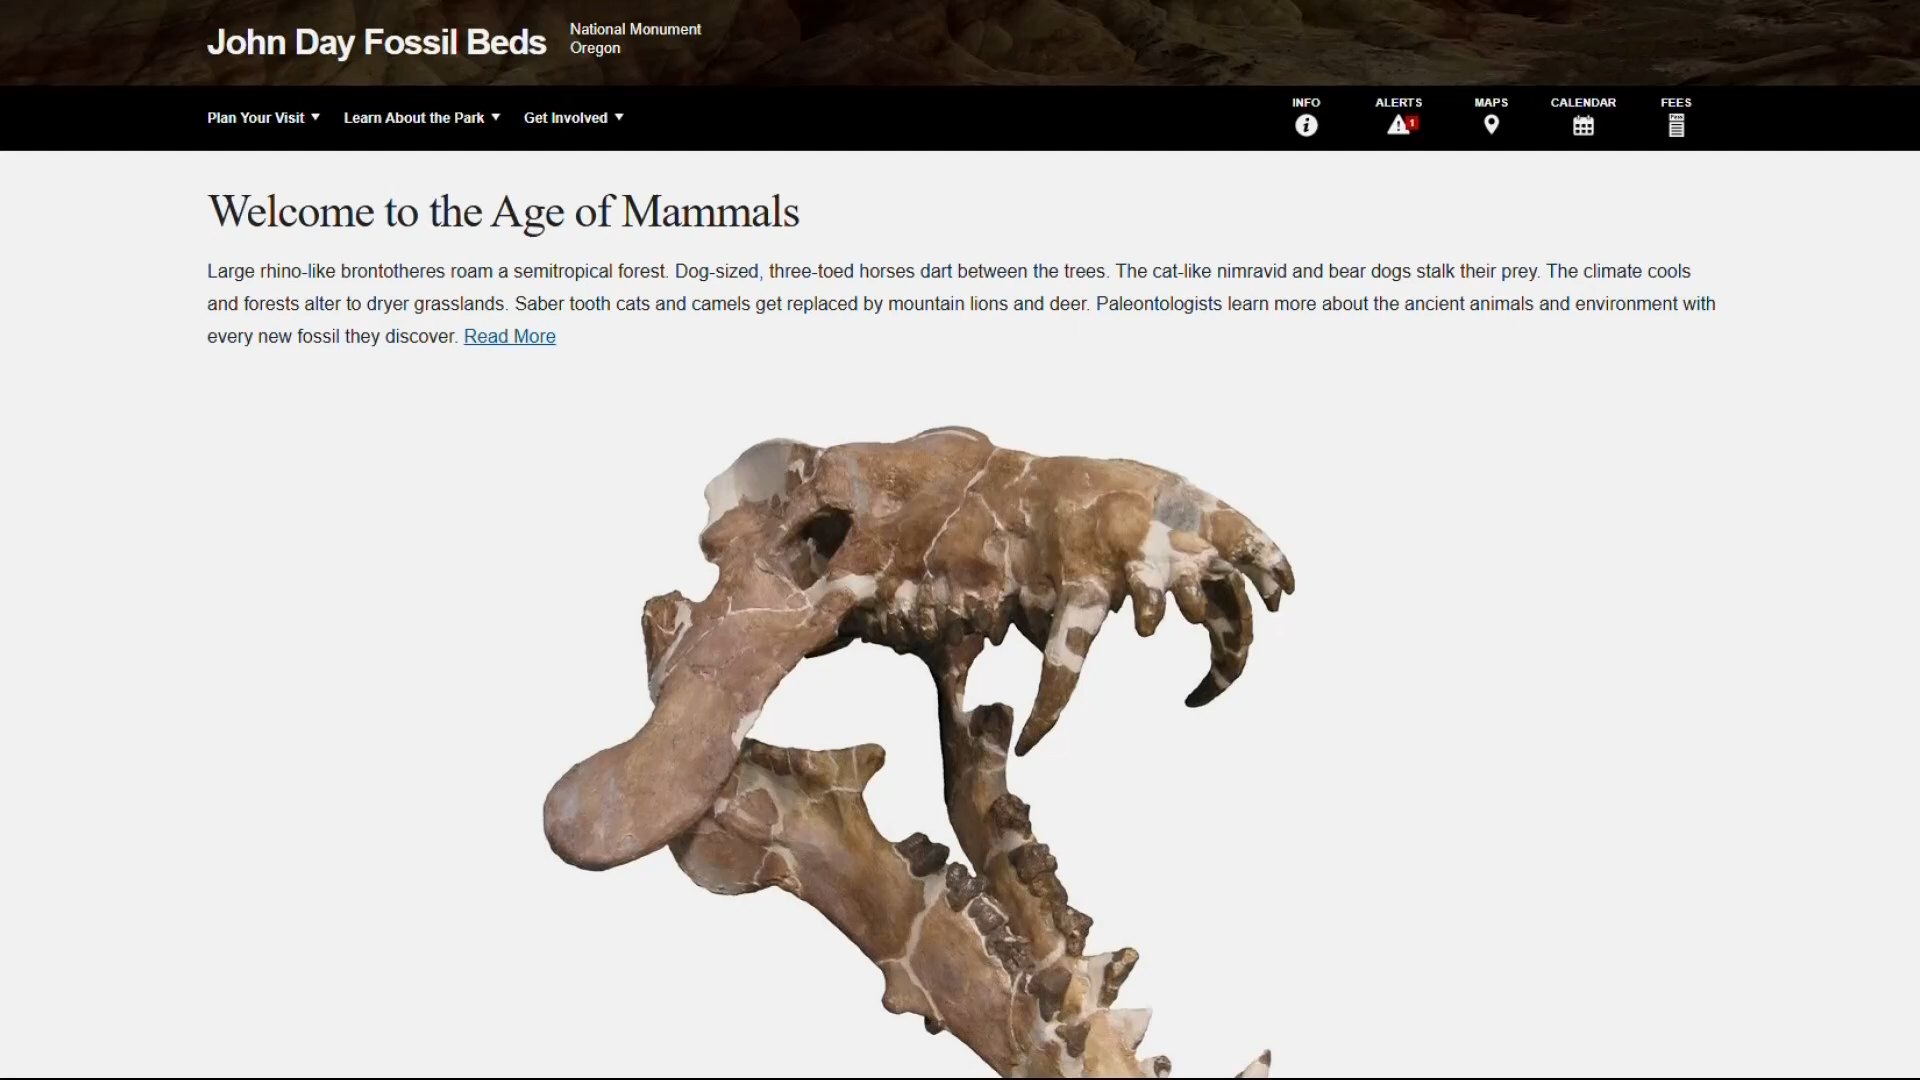 John Day Fossil Beds
National Monument
Oregon
Plan Your Visit
Learn About the Park
Get Involved
INFO
ALERTS
1
MAPS
CALENDAR
FEES
Welcome to the Age of Mammals
Large rhino-like brontotheres roam a semitropical forest. Dog-sized, three-toed horses dart between the trees. The cat-like nimravid and bear dogs stalk their prey. The climate cools
and forests alter to dryer grasslands. Saber tooth cats and camels get replaced by mountain lions and deer. Paleontologists learn more about the ancient animals and environment with
every new fossil they discover. Read More